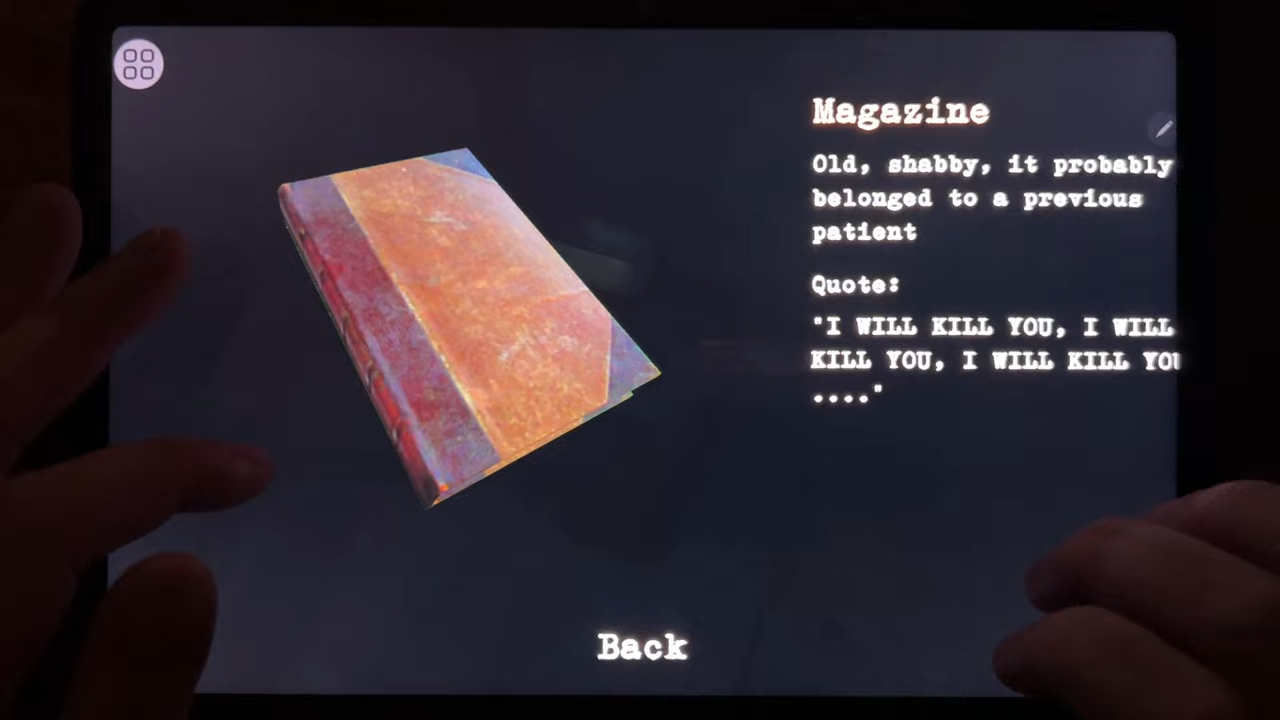 Magazine
Old, shabby, it probably
belonged to a previous
patient
Quote:
"I WILL KILL YOU, I WILL
KILL YOU, I WILL KILL YOU
...."
Back